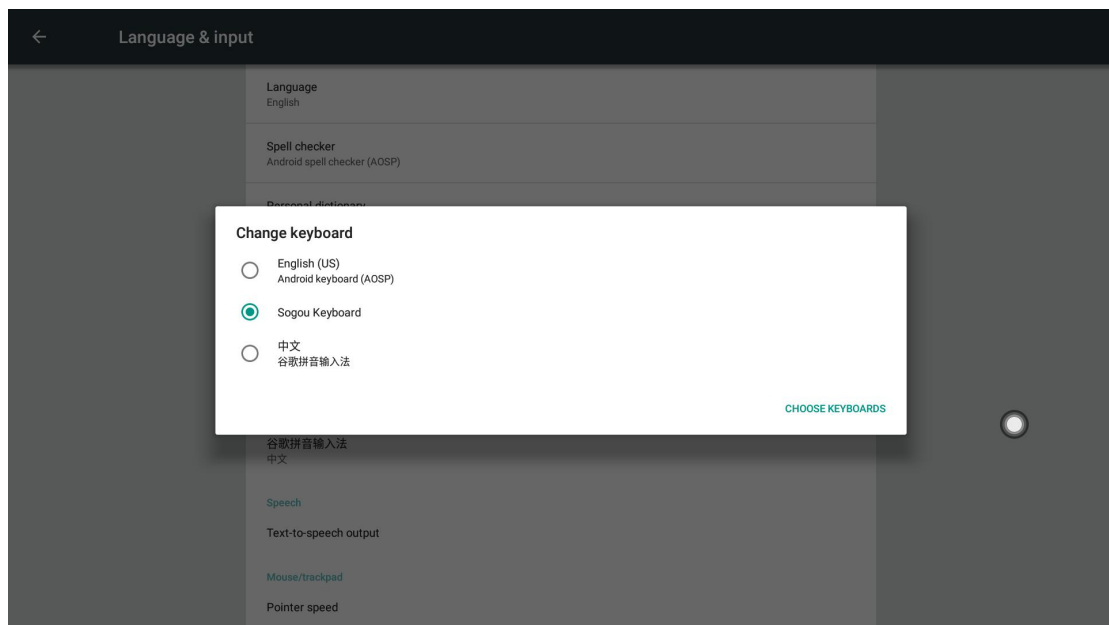 Language & input
Language
English
Spell checker
Android spell checker (AOSP)
Personal dictionary
Change keyboard
English (US)
Android keyboard (AOSP)
Sogou Keyboard
中文
谷歌拼音输入法
CHOOSE KEYBOARDS
谷歌拼音输入法
中文
Speech
Text-to-speech output
Mouse/trackpad
Pointer speed